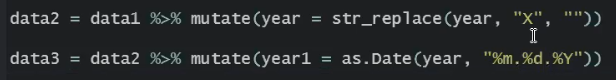 data2 = data1 %>% mutate(year = str_replace(year, "X", ""))
data3 = data2 %>% mutate(year1 = as.Date(year, "%m.%d.%Y"))